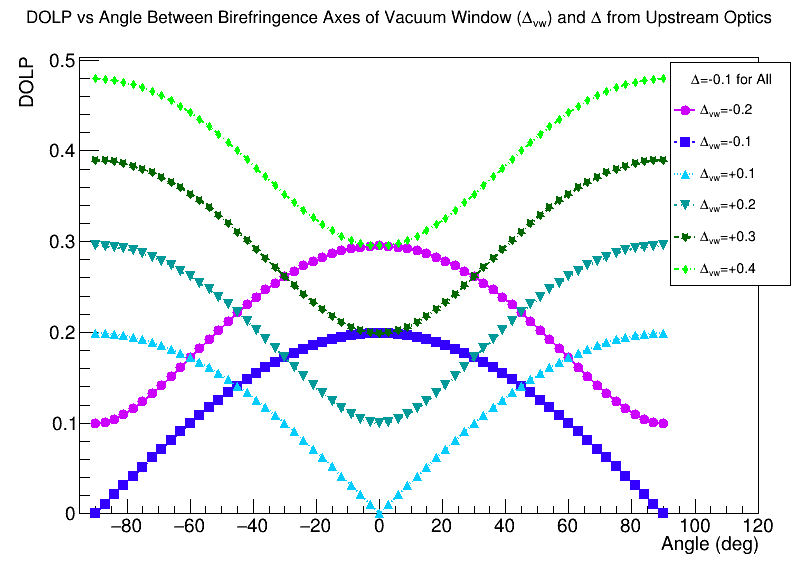 DOLP vs Angle Between Birefringence Axes of Vacuum Window (Δvw) and Δ from Upstream Optics
DOLP
0.5
0.4
0.3
0.2
0.1
0
Δ=-0.1 for All
Δvw=-0.2
Δvw=-0.1
Δvw=+0.1
Δvw=+0.2
Δvw=+0.3
Δvw=+0.4
−80 −60 −40 −20 0 20 40 60 80 100 120
Angle (deg)